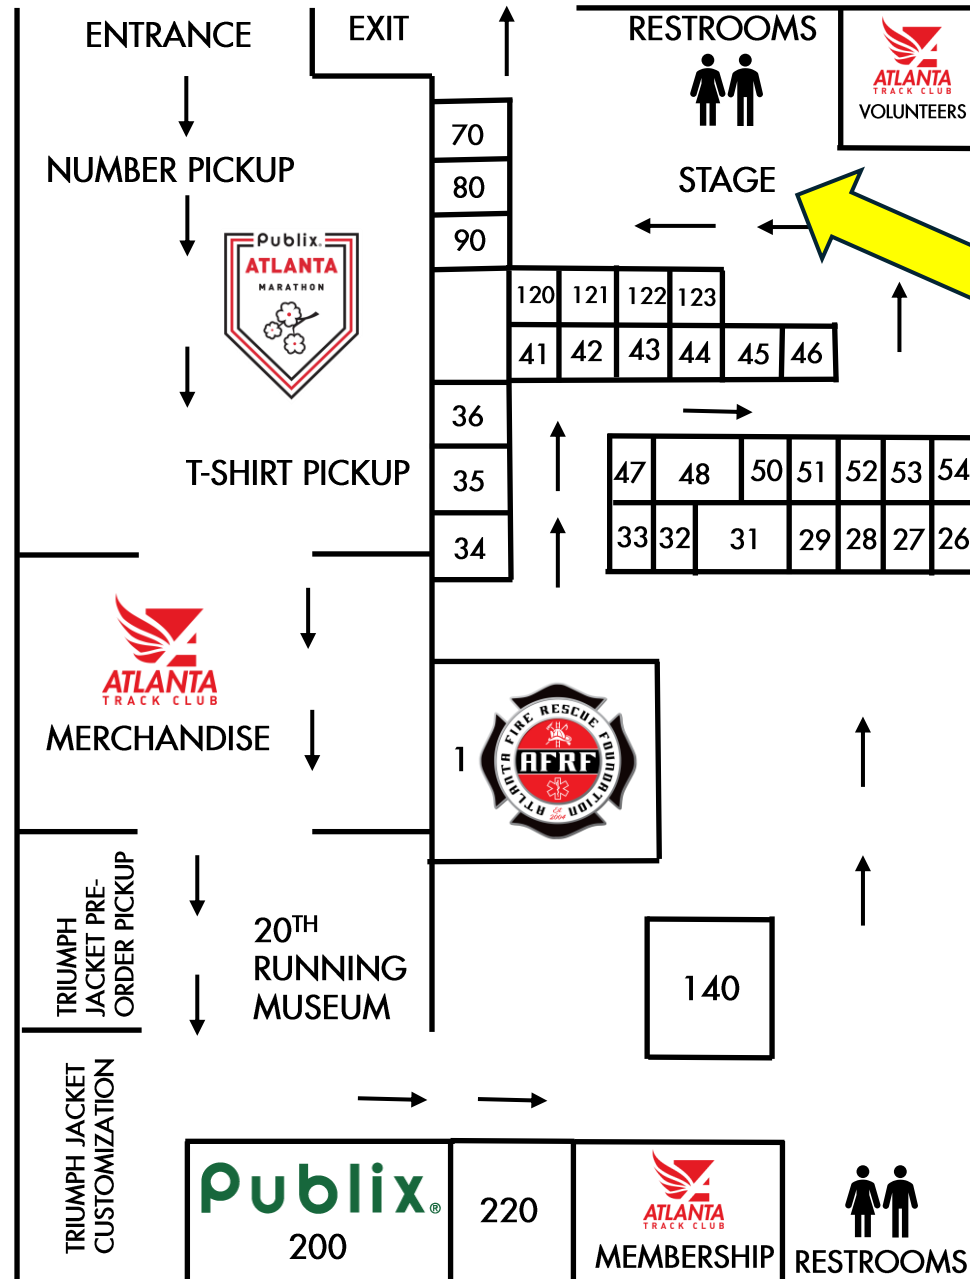 ENTRANCE
EXIT
RESTROOMS
ATLANTA
TRACK CLUB
VOLUNTEERS
70
NUMBER PICKUP
80
STAGE
90
Publix.
ATLANTA
MARATHON
120 121 122 123
41 42 43 44 45 46
36
T-SHIRT PICKUP
35
47 48 50 51 52 53 54
34
33 32 31 29 28 27 26
ATLANTA
TRACK CLUB
MERCHANDISE
1
ATLANTA FIRE RESCUE FOUNDATION
AFRF
Est
2004
TRIUMPH
JACKET PRE-
ORDER PICKUP
20TH
RUNNING
MUSEUM
140
TRIUMPH JACKET
CUSTOMIZATION
Publix®
200
220
ATLANTA
TRACK CLUB
MEMBERSHIP
RESTROOMS